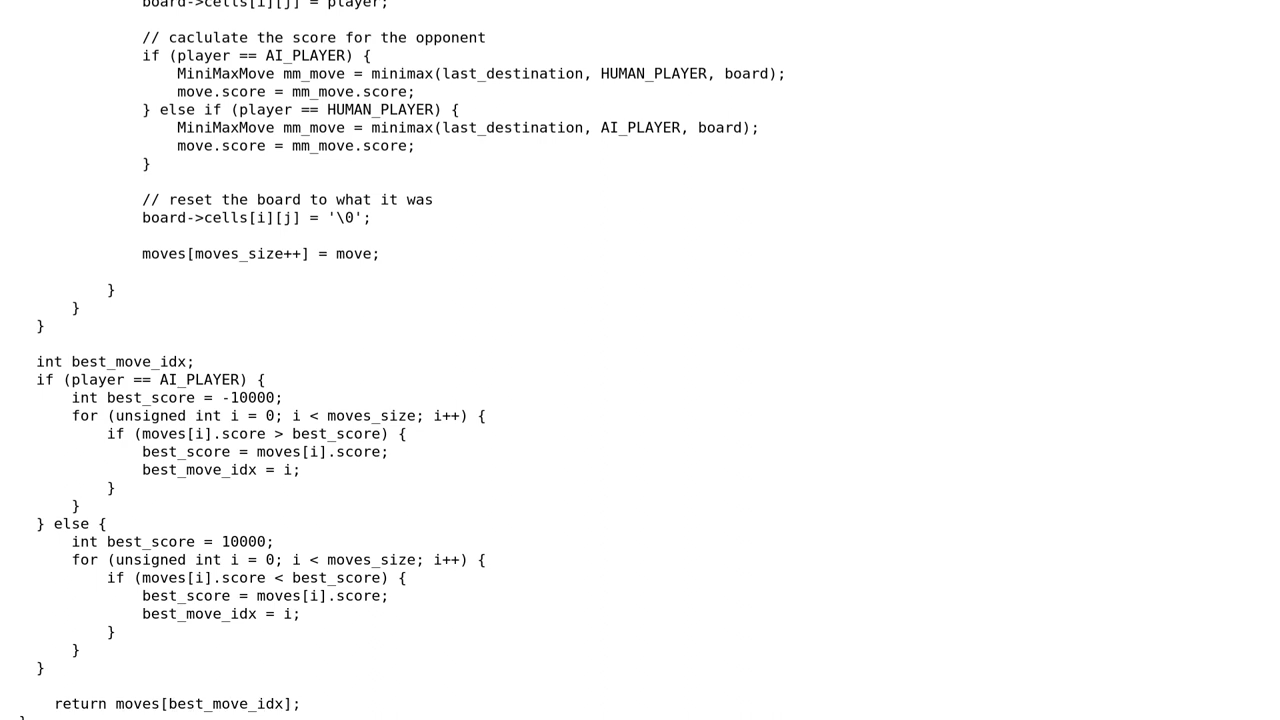 board->cells[i][j] = player;
// caclulate the score for the opponent
if (player == AI_PLAYER) {
MiniMaxMove mm_move = minimax(last_destination, HUMAN_PLAYER, board);
move.score = mm_move.score;
} else if (player == HUMAN_PLAYER) {
MiniMaxMove mm_move = minimax(last_destination, AI_PLAYER, board);
move.score = mm_move.score;
}
// reset the board to what it was
board->cells[i][j] = '\0';
moves[moves_size++] = move;
}
}
}
int best_move_idx;
if (player == AI_PLAYER) {
int best_score = -10000;
for (unsigned int i = 0; i < moves_size; i++) {
if (moves[i].score > best_score) {
best_score = moves[i].score;
best_move_idx = i;
}
}
} else {
int best_score = 10000;
for (unsigned int i = 0; i < moves_size; i++) {
if (moves[i].score < best_score) {
best_score = moves[i].score;
best_move_idx = i;
}
}
}
return moves[best_move_idx];
}